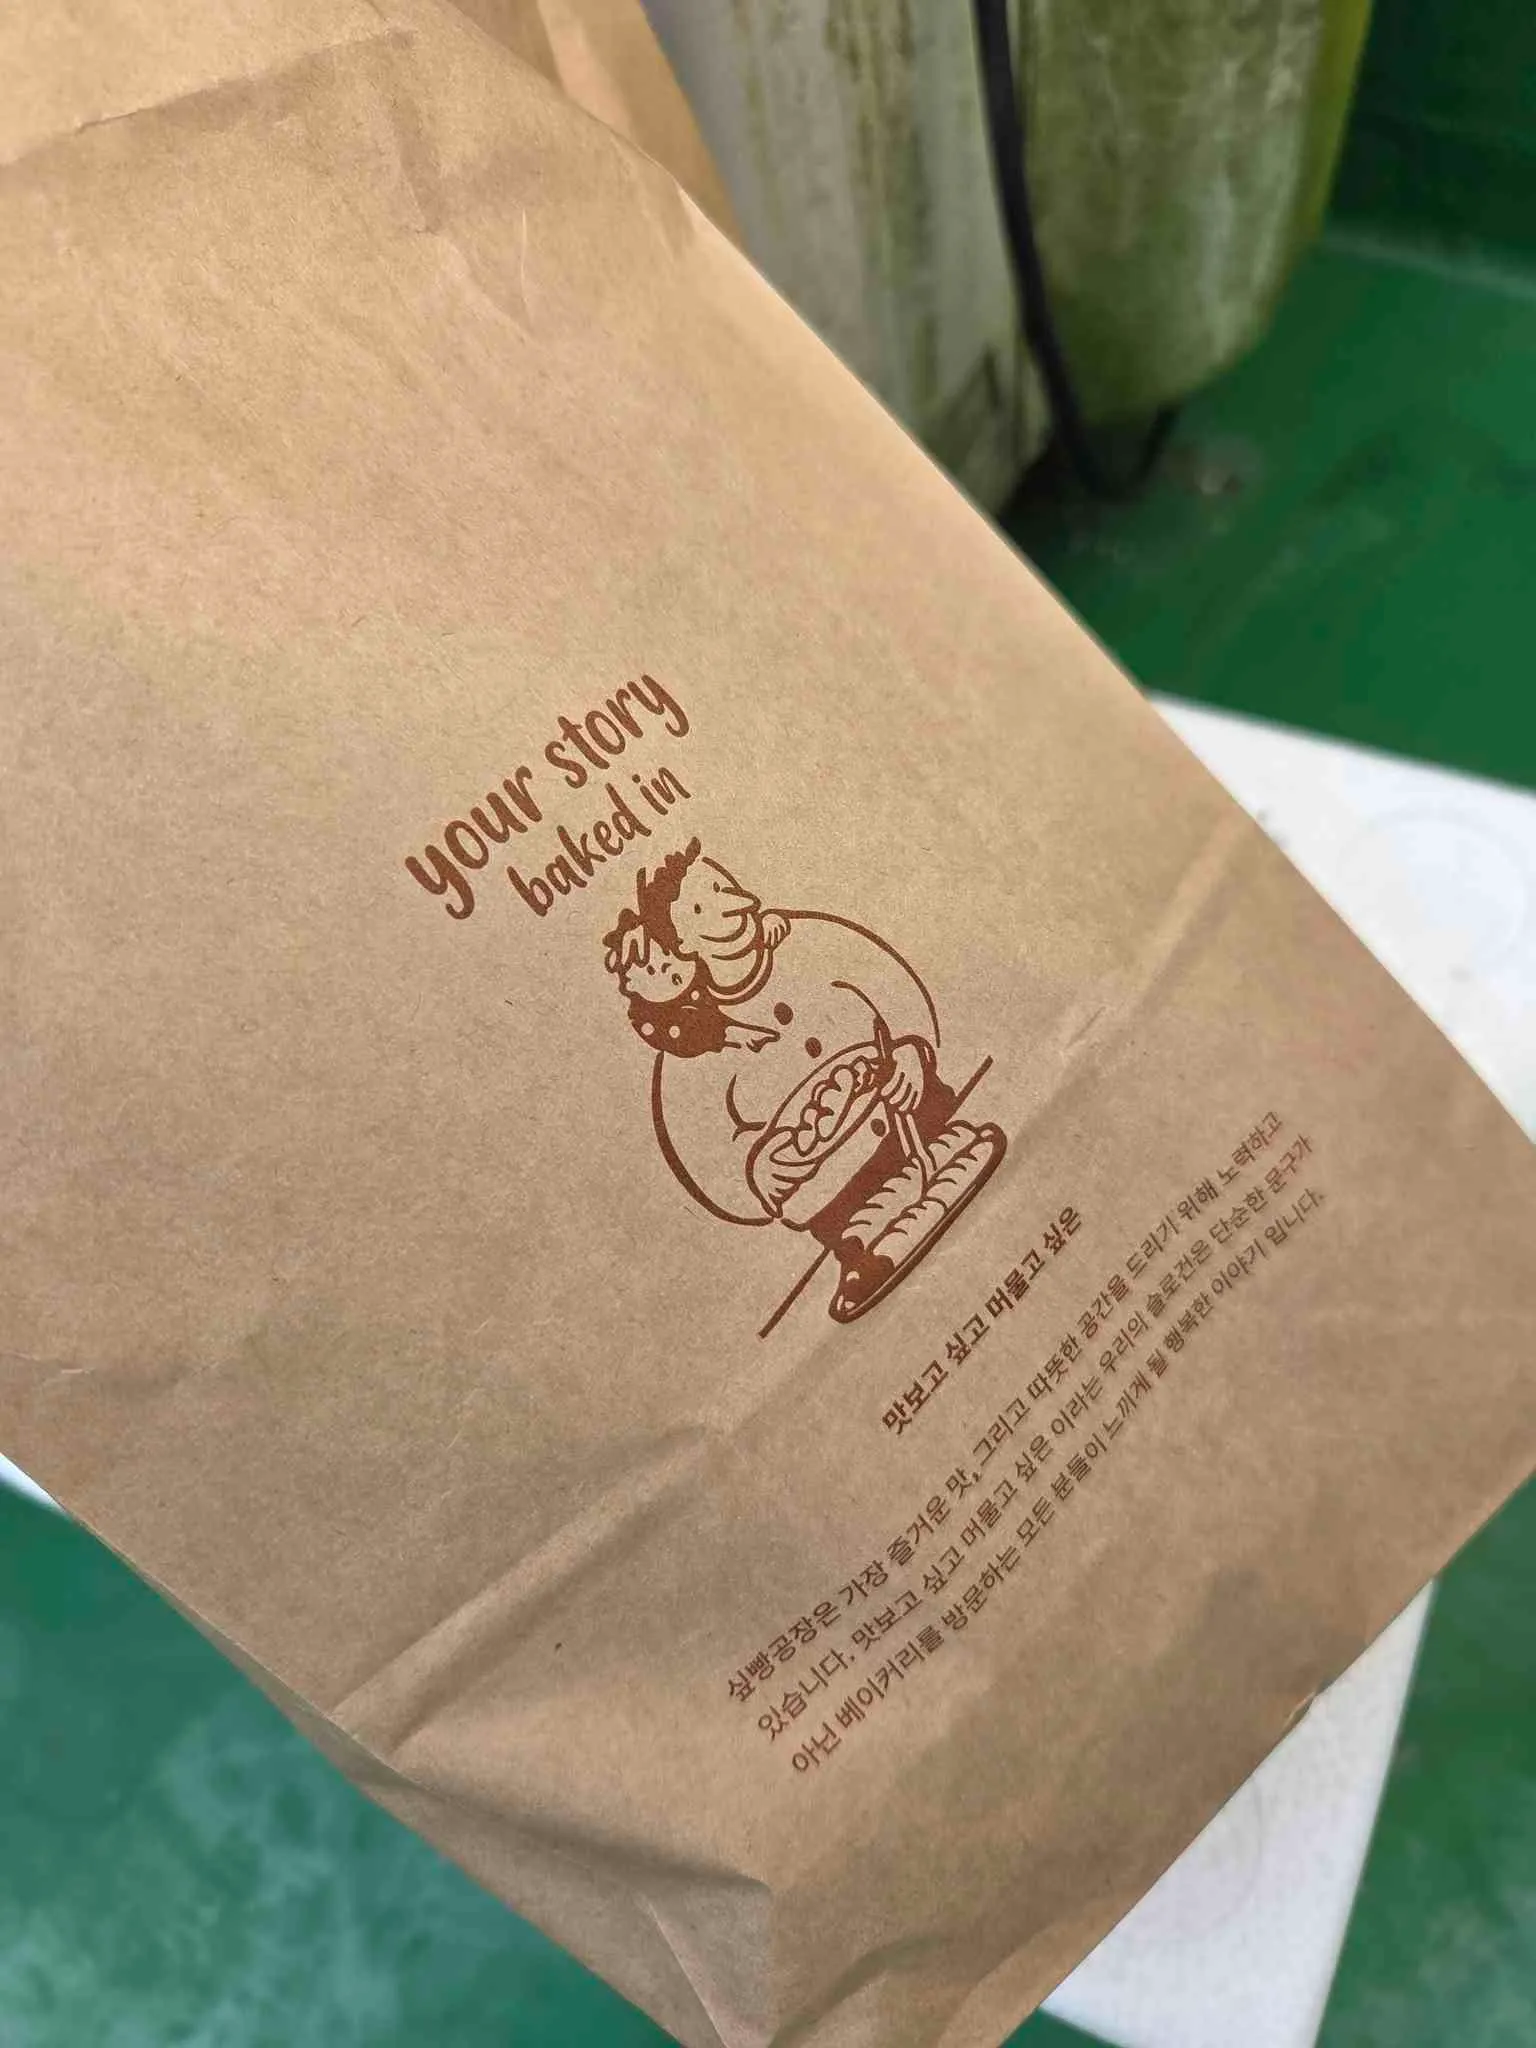 your story
baked in
맛보고 싶고 머물고 싶은
싶빵공장은 가장 즐거운 맛, 그리고 따뜻한 공간을 드리기 위해 노력하고
있습니다. 맛보고 싶고 머물고 싶은 이라는 우리의 슬로건은 단순한 문구가
아닌 베이커리를 방문하는 모든 분들이 느끼게 될 행복한 이야기 입니다.